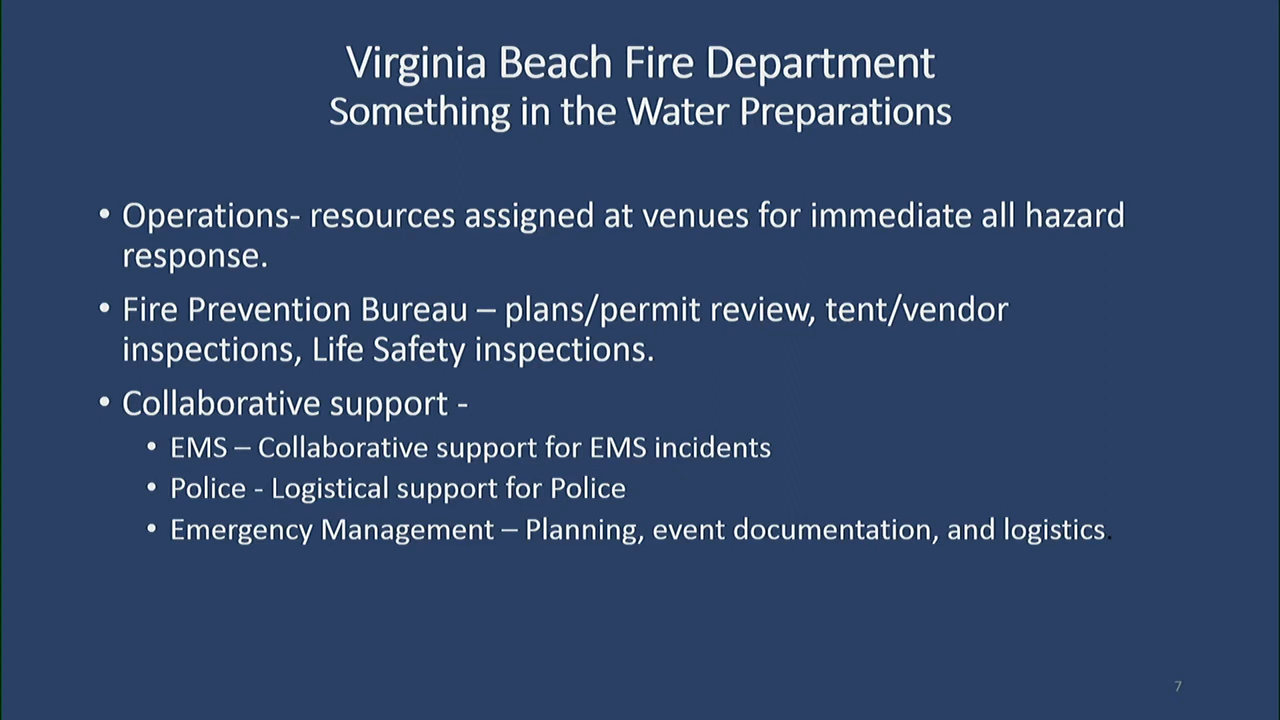 Virginia Beach Fire Department
Something in the Water Preparations
• Operations- resources assigned at venues for immediate all hazard
response.
• Fire Prevention Bureau – plans/permit review, tent/vendor
inspections, Life Safety inspections.
• Collaborative support -
• EMS – Collaborative support for EMS incidents
• Police - Logistical support for Police
• Emergency Management – Planning, event documentation, and logistics.
7